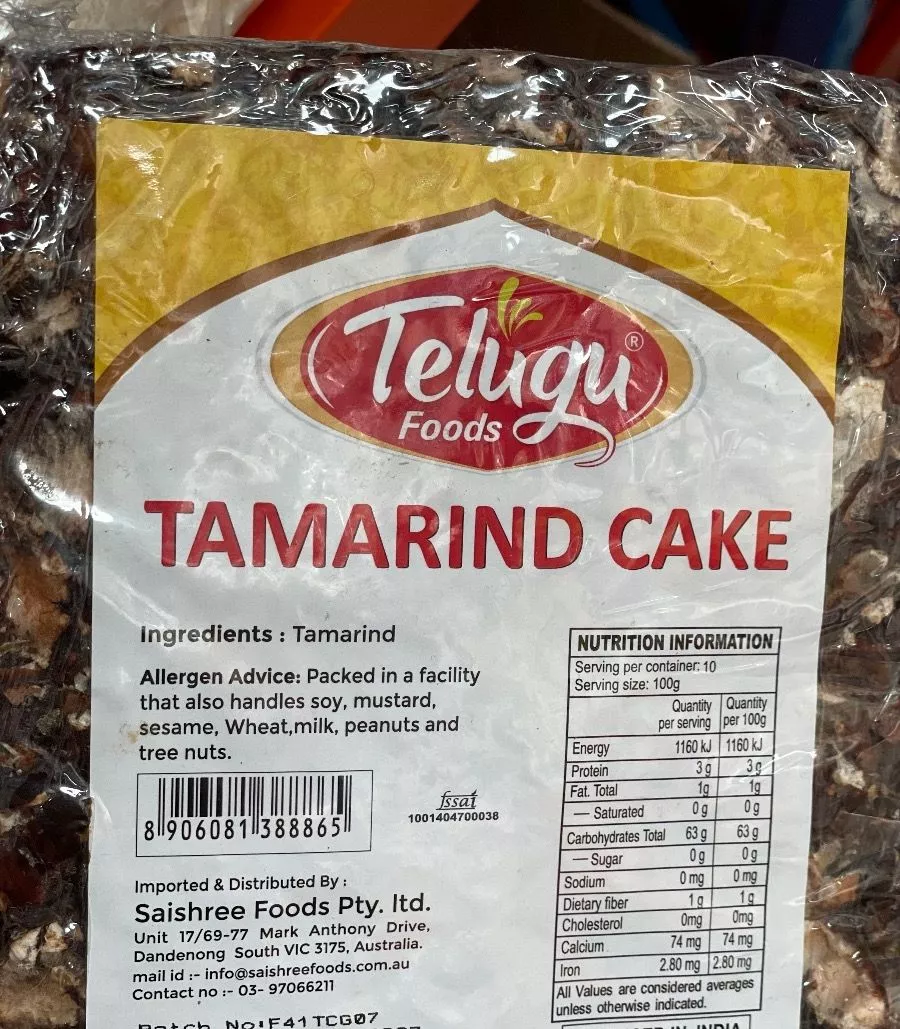 Telugu®
Foods
TAMARIND CAKE
Ingredients : Tamarind
Allergen Advice: Packed in a facility
that also handles soy, mustard,
sesame, Wheat,milk, peanuts and
tree nuts.
8 906081 388865
fssai
1001404700038
Imported & Distributed By :
Saishree Foods Pty. ltd.
Unit 17/69-77 Mark Anthony Drive,
Dandenong South VIC 3175, Australia.
mail id :- info@saishreefoods.com.au
Contact no :- 03- 97066211
Batch No:F41TCG07
NUTRITION INFORMATION
Serving per container: 10
Serving size: 100g
Quantity per serving Quantity per 100g
Energy 1160 kJ 1160 kJ
Protein 3 g 3 g
Fat. Total 1g 1g
— Saturated 0 g 0 g
Carbohydrates Total 63 g 63 g
— Sugar 0 g 0 g
Sodium 0 mg 0 mg
Dietary fiber 1 g 1 g
Cholesterol 0mg 0mg
Calcium 74 mg 74 mg
Iron 2.80 mg 2.80 mg
All Values are considered averages
unless otherwise indicated.
IN INDIA